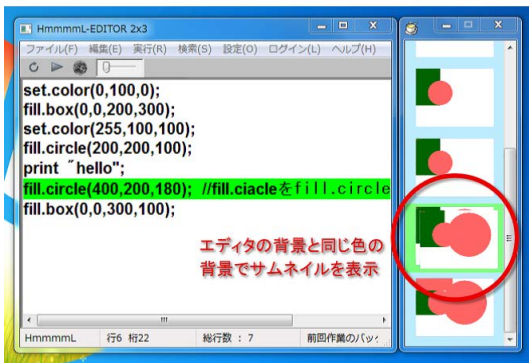 HmmmmL-EDITOR 2x3
ファイル(F) 編集(E) 実行(R) 検索(S) 設定(O) ログイン(L) ヘルプ(H)
set.color(0,100,0);
fill.box(0,0,200,300);
set.color(255,100,100);
fill.circle(200,200,100);
print ″hello";
fill.circle(400,200,180); //fill.ciacleをfill.circle
fill.box(0,0,300,100);
エディタの背景と同じ色の
背景でサムネイルを表示
HmmmmL 行6 桁22 総行数 : 7 前回作業のバッ